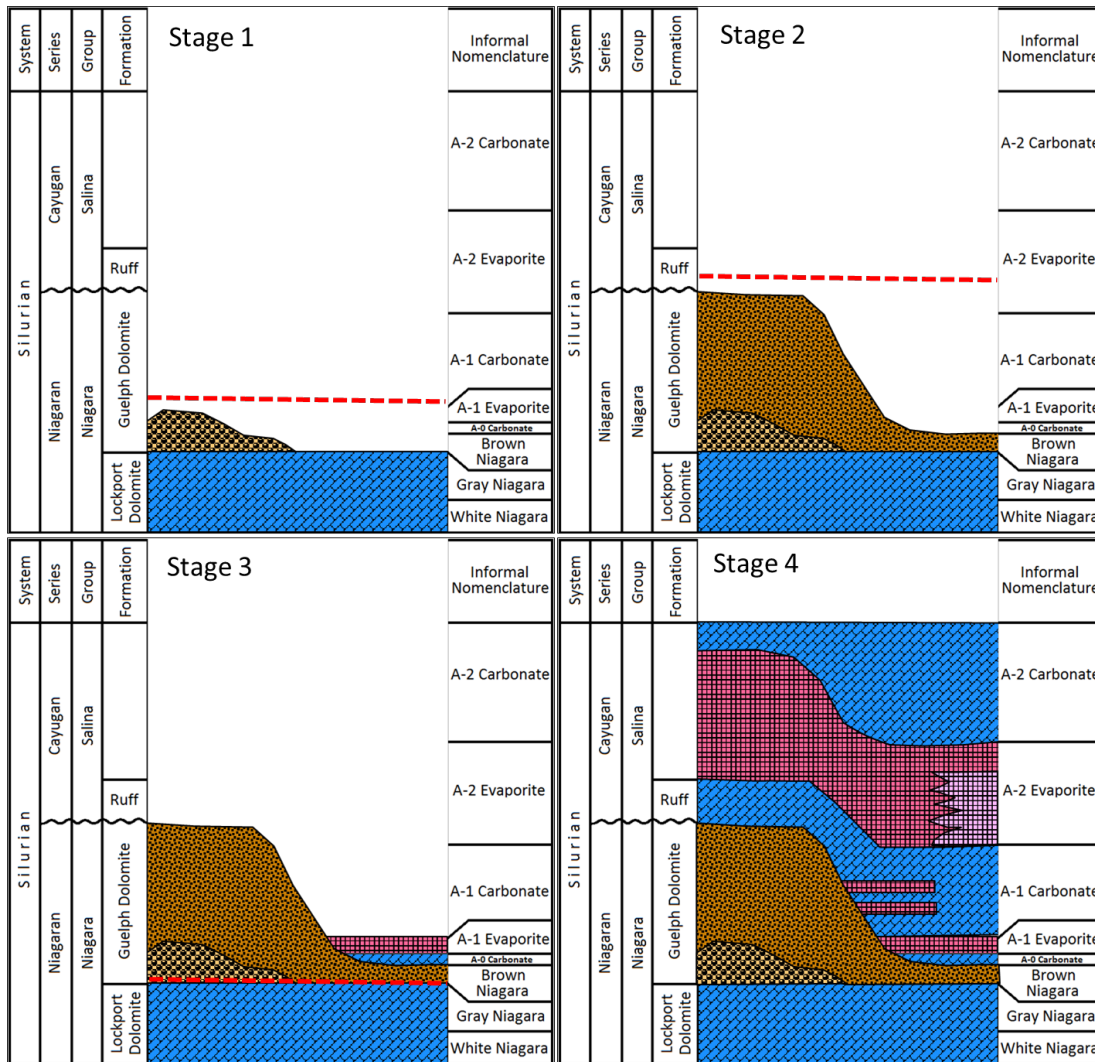 Stage 1
System
Series
Group
Formation
Informal
Nomenclature
Silurian
Cayugan
Niagaran
Salina
Niagara
Ruff
Guelph Dolomite
Lockport
Dolomite
A-2 Carbonate
A-2 Evaporite
A-1 Carbonate
A-1 Evaporite
A-0 Carbonate
Brown
Niagara
Gray Niagara
White Niagara
Stage 2
System
Series
Group
Formation
Informal
Nomenclature
Silurian
Cayugan
Niagaran
Salina
Niagara
Ruff
Guelph Dolomite
Lockport
Dolomite
A-2 Carbonate
A-2 Evaporite
A-1 Carbonate
A-1 Evaporite
A-0 Carbonate
Brown
Niagara
Gray Niagara
White Niagara
Stage 3
System
Series
Group
Formation
Informal
Nomenclature
Silurian
Cayugan
Niagaran
Salina
Niagara
Ruff
Guelph Dolomite
Lockport
Dolomite
A-2 Carbonate
A-2 Evaporite
A-1 Carbonate
A-1 Evaporite
A-0 Carbonate
Brown
Niagara
Gray Niagara
White Niagara
Stage 4
System
Series
Group
Formation
Informal
Nomenclature
Silurian
Cayugan
Niagaran
Salina
Niagara
Ruff
Guelph Dolomite
Lockport
Dolomite
A-2 Carbonate
A-2 Evaporite
A-1 Carbonate
A-1 Evaporite
A-0 Carbonate
Brown
Niagara
Gray Niagara
White Niagara